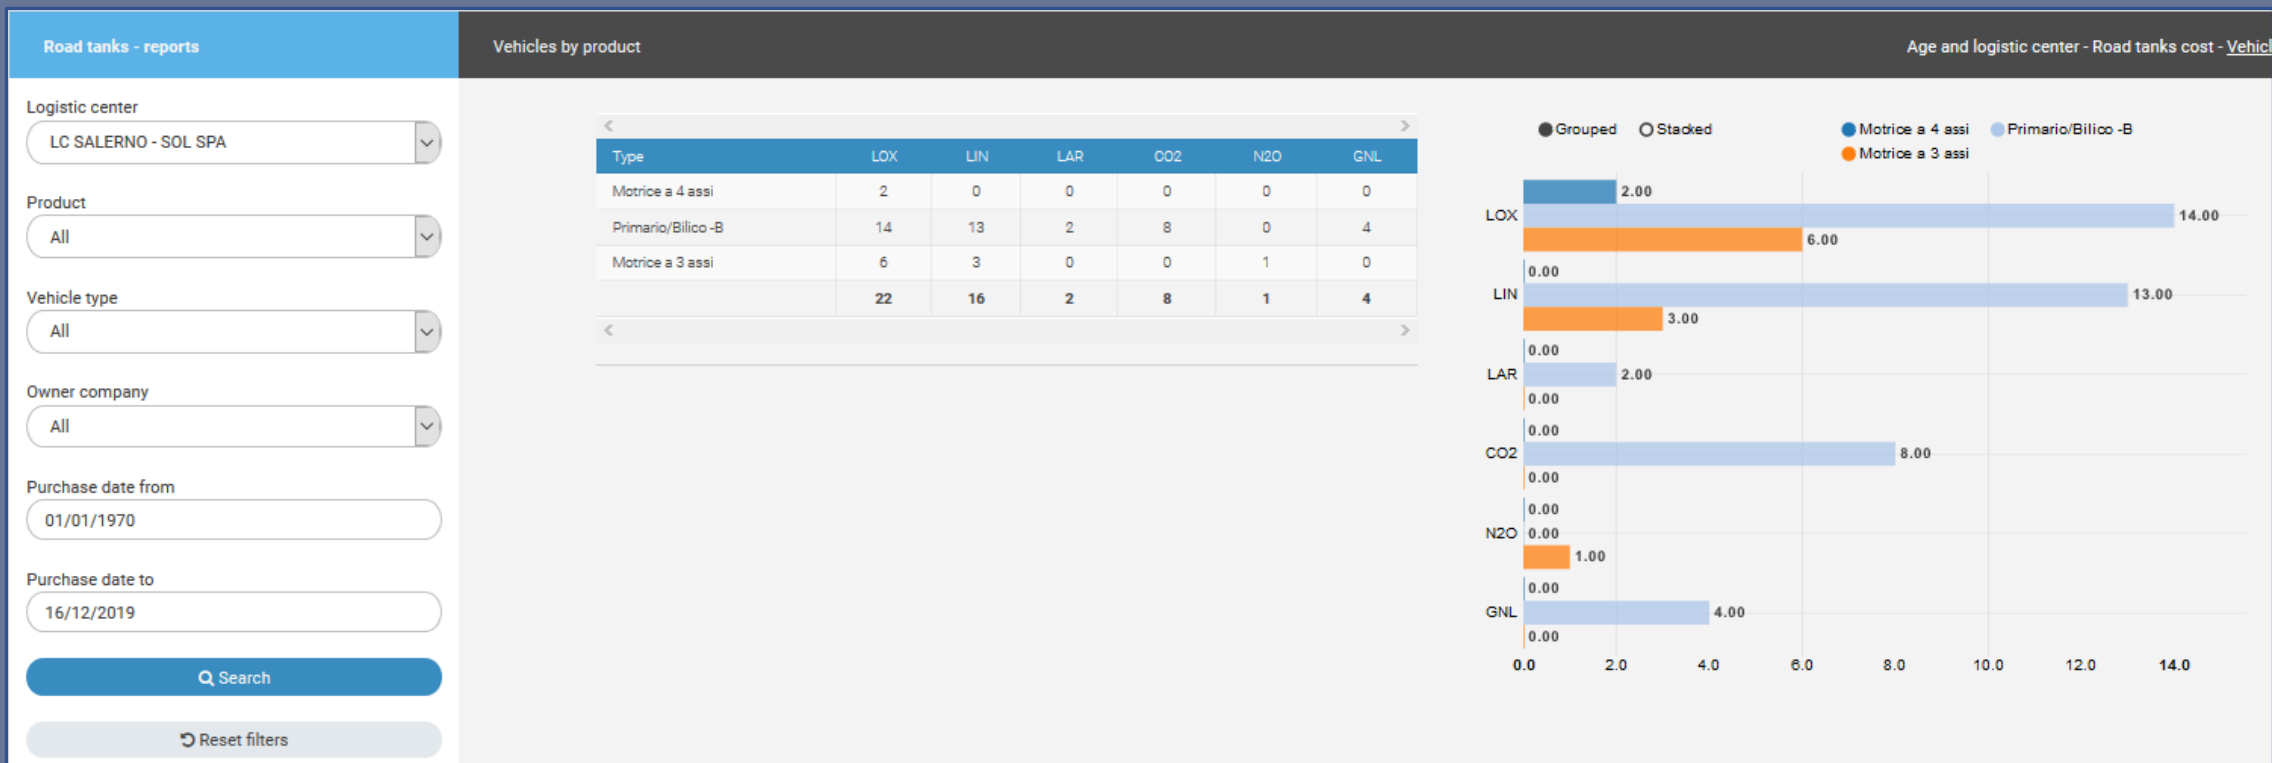 Road tanks - reports
Vehicles by product
Age and logistic center - Road tanks cost - Vehicl
Logistic center
LC SALERNO - SOL SPA
Product
All
Vehicle type
All
Owner company
All
Purchase date from
01/01/1970
Purchase date to
16/12/2019
Search
Reset filters
Type LOX LIN LAR CO2 N2O GNL
Motrice a 4 assi 2 0 0 0 0 0
Primario/Bilico -B 14 13 2 8 0 4
Motrice a 3 assi 6 3 0 0 1 0
22 16 2 8 1 4
Grouped Stacked Motrice a 4 assi Primario/Bilico -B
Motrice a 3 assi
2.00
LOX 14.00
6.00
0.00
LIN 13.00
3.00
0.00
LAR 2.00
0.00
0.00
CO2 8.00
0.00
0.00
N2O 0.00
1.00
0.00
GNL 4.00
0.00
0.0 2.0 4.0 6.0 8.0 10.0 12.0 14.0